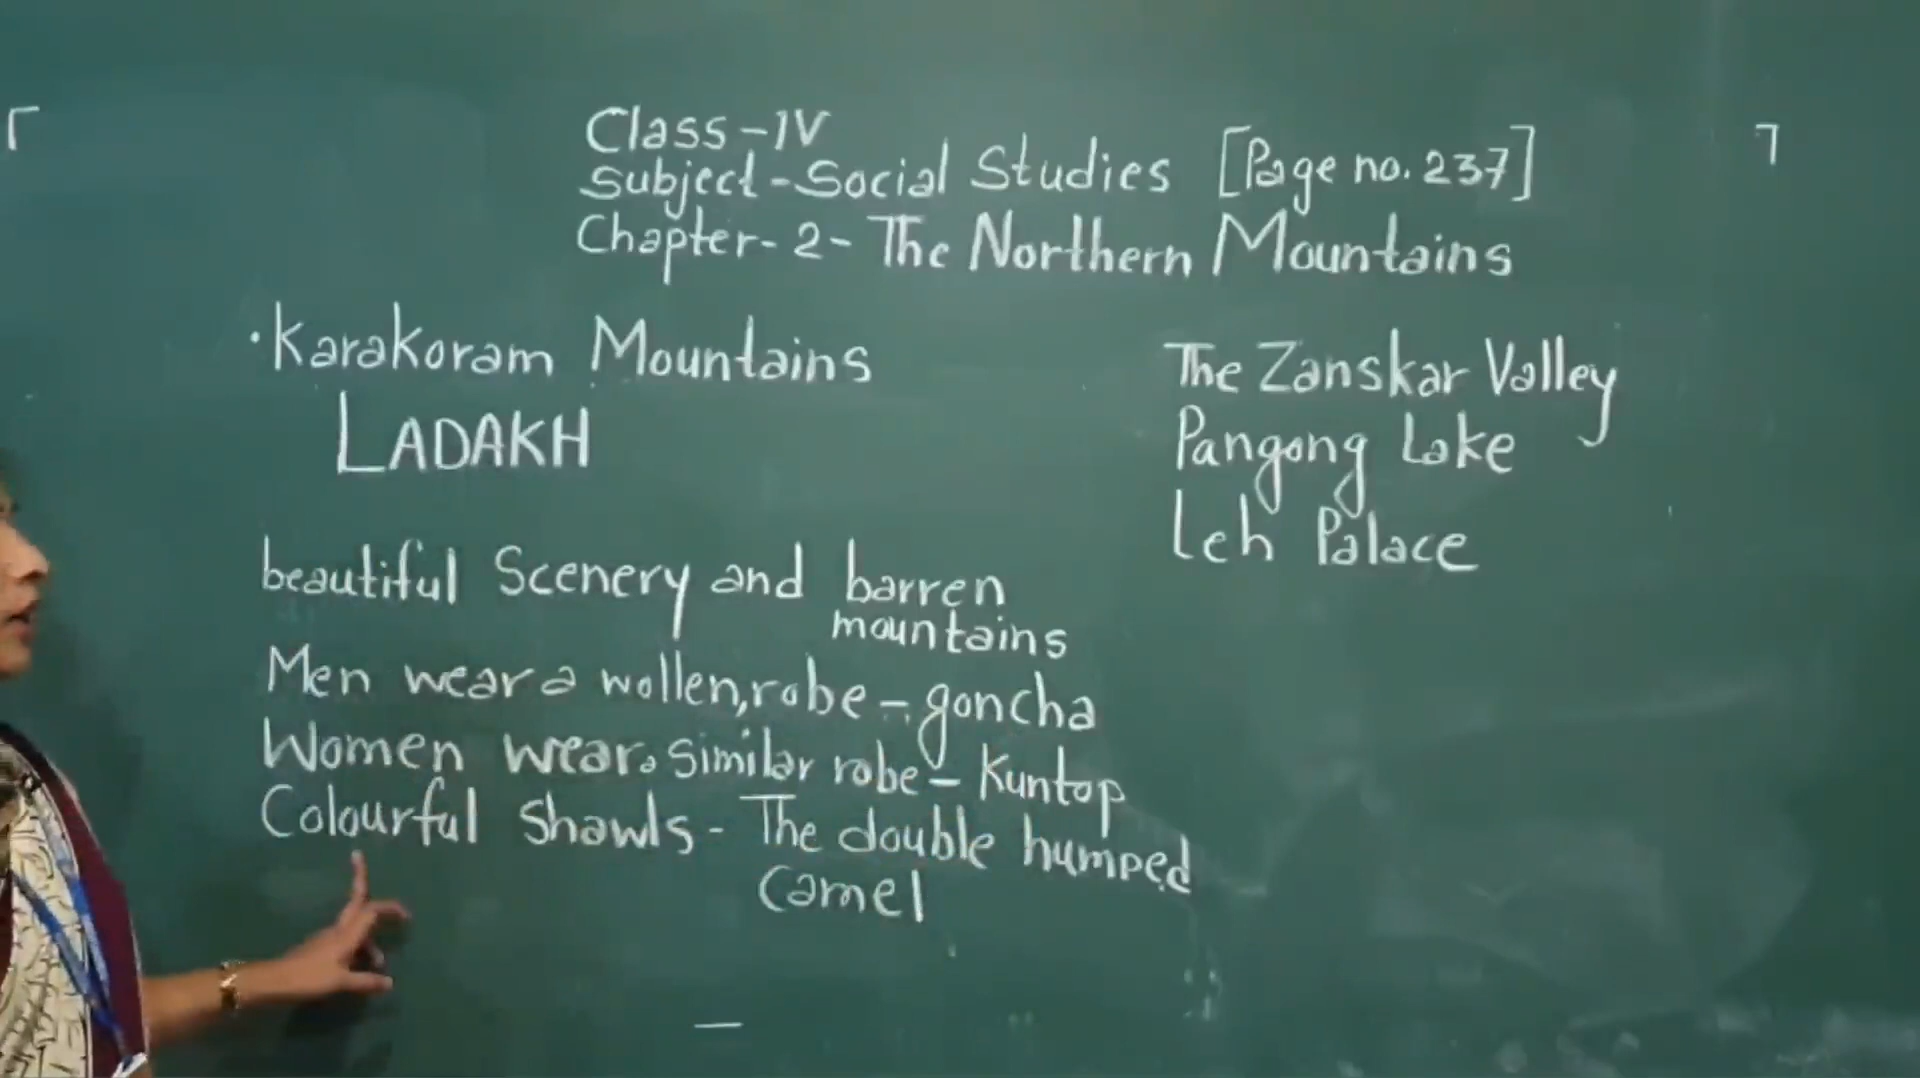 Class-IV
Subject-Social Studies [Page no. 237]
Chapter-2-The Northern Mountains
·Karakoram Mountains
LADAKH
beautiful Scenery and barren
mountains
Men wear a wollen, robe - goncha
Women wear a similar robe - Kuntop
Colourful Shawls - The double humped
Camel
The Zanskar Valley
Pangong Lake
Leh Palace